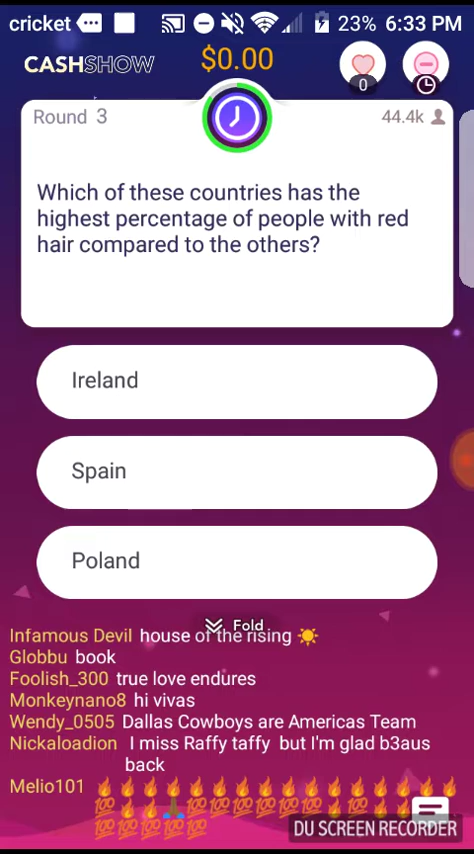 cricket 23% 6:33 PM
CASHSHOW $0.00
0
Round 3 44.4k
Which of these countries has the
highest percentage of people with red
hair compared to the others?
Ireland
Spain
Poland
Fold
Infamous Devil house of the rising ☀️
Globbu book
Foolish_300 true love endures
Monkeynano8 hi vivas
Wendy_0505 Dallas Cowboys are Americas Team
Nickaloadion I miss Raffy taffy but I'm glad b3aus
back
Melio101 🔥🔥🔥🔥🔥🔥🔥🔥🔥🔥🔥🔥🔥🔥🔥🔥
💯🔥🔥🙏💯💯💯💯💯💯🔥💯🔥🔥
💯💯💯💯💯
DU SCREEN RECORDER